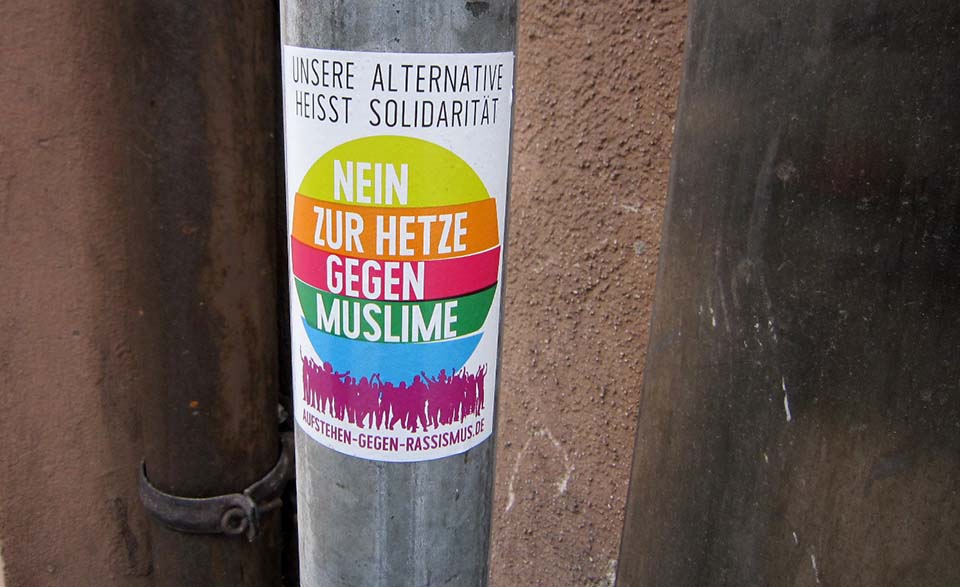 UNSERE ALTERNATIVE
HEISST SOLIDARITÄT
NEIN
ZUR HETZE
GEGEN
MUSLIME
AUFSTEHEN-GEGEN-RASSISMUS.DE